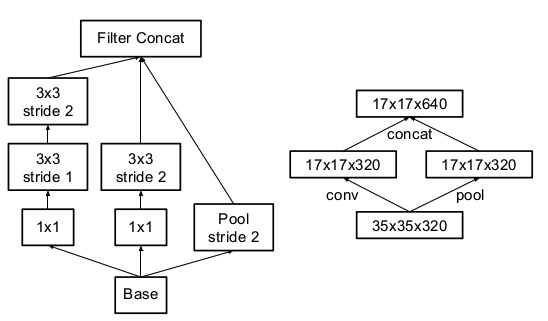 Filter Concat
3x3
stride 2
3x3
stride 1
3x3
stride 2
1x1
1x1
Pool
stride 2
Base
17x17x640
concat
17x17x320
17x17x320
conv
pool
35x35x320